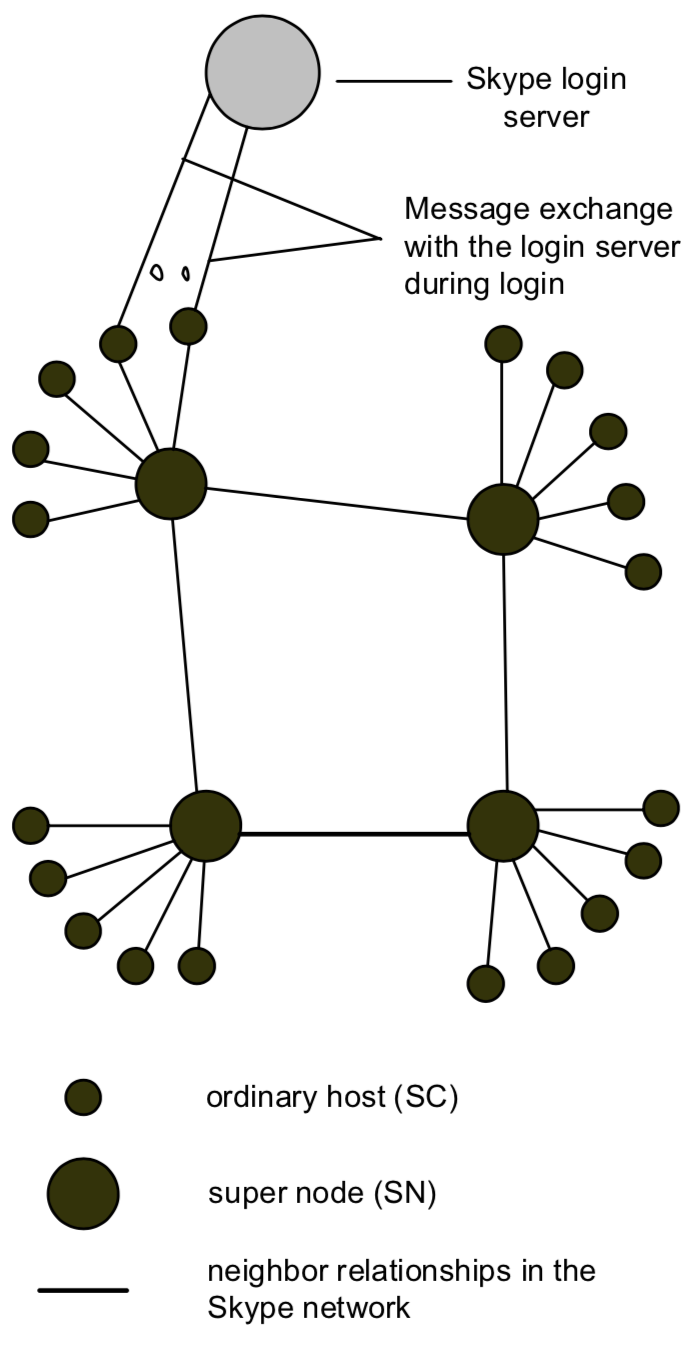 Skype login
server
Message exchange
with the login server
during login
ordinary host (SC)
super node (SN)
neighbor relationships in the
Skype network